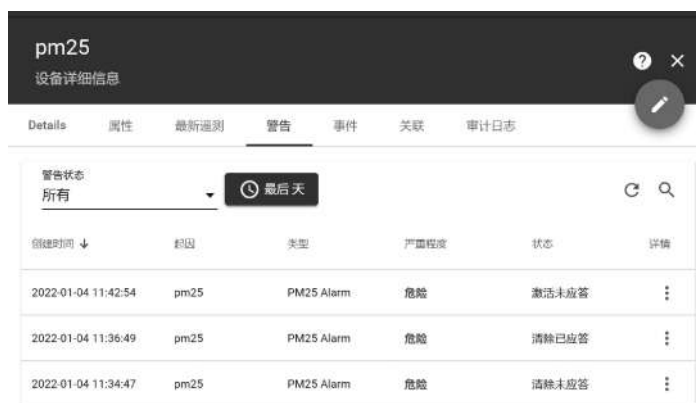 pm25
设备详细信息
Details 属性 最新遥测 警告 事件 关联 审计日志
警告状态
所有 最后 天
创建时间 起因 类型 严重程度 状态 详情
2022-01-04 11:42:54 pm25 PM25 Alarm 危险 激活未应答
2022-01-04 11:36:49 pm25 PM25 Alarm 危险 清除已应答
2022-01-04 11:34:47 pm25 PM25 Alarm 危险 清除未应答